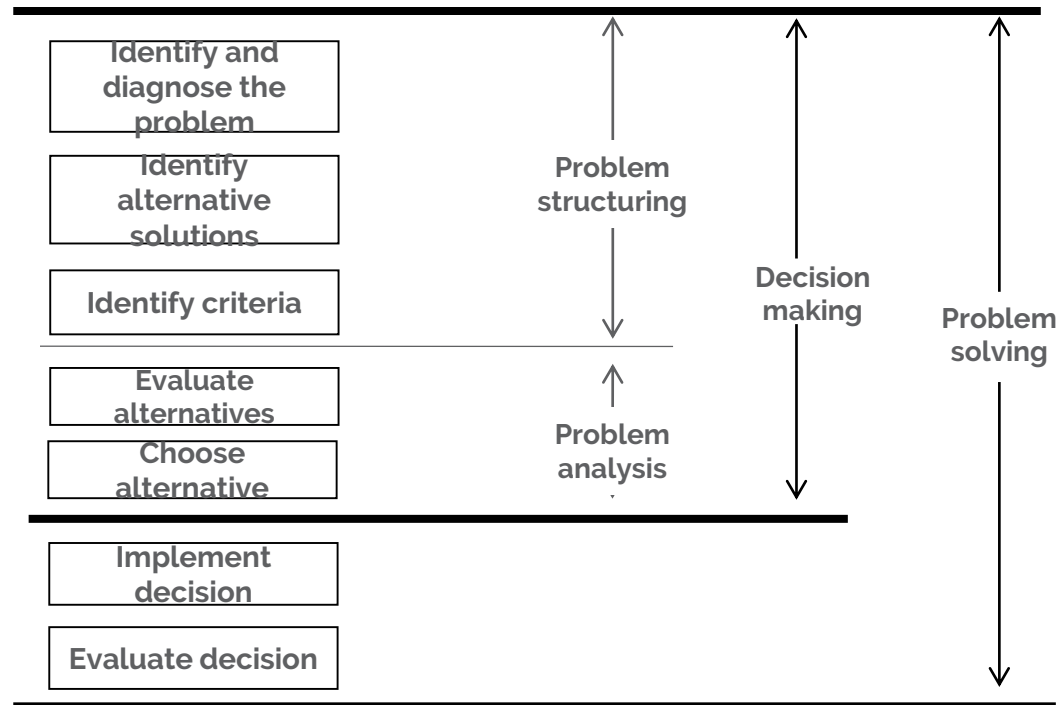 Identify and
diagnose the
problem
Identify
alternative
solutions
Identify criteria
Evaluate
alternatives
Choose
alternative
Implement
decision
Evaluate decision
Problem
structuring
Problem
analysis
Decision
making
Problem
solving